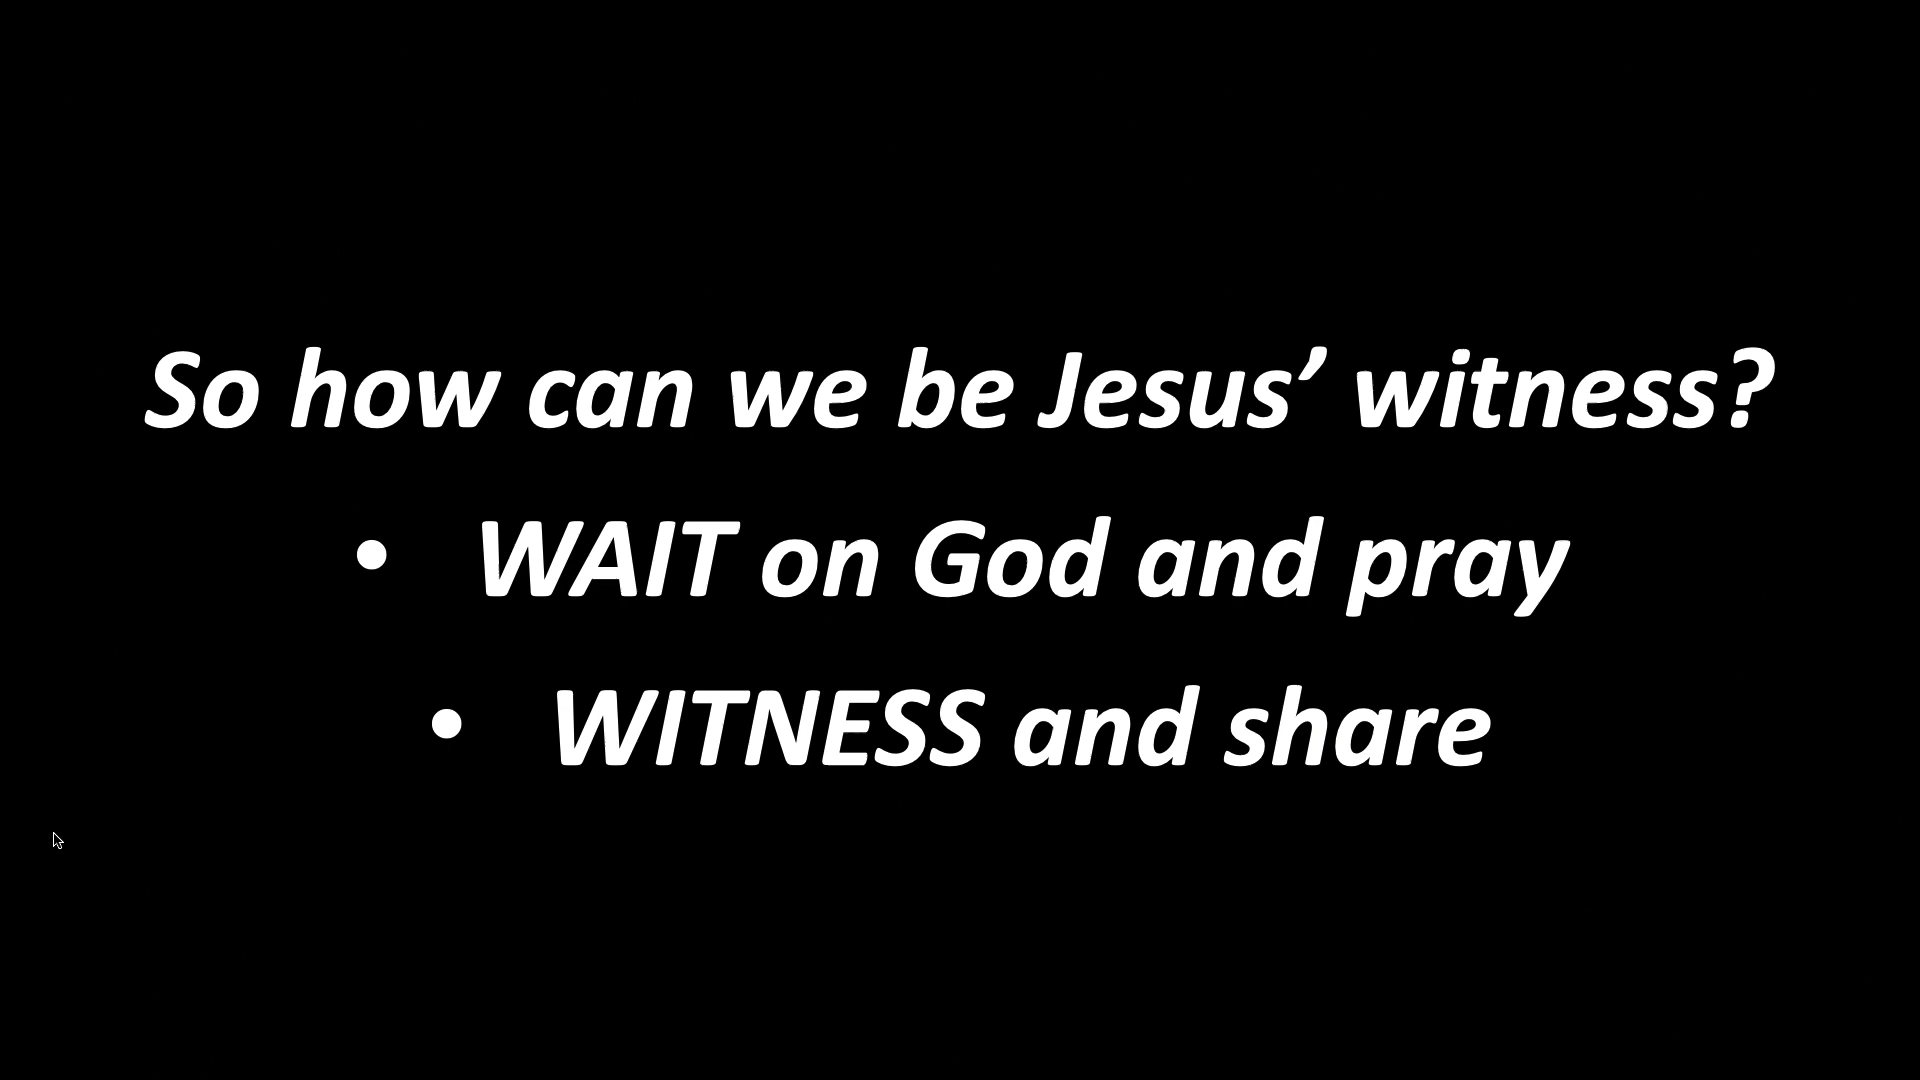 So how can we be Jesus’ witness?
• WAIT on God and pray
• WITNESS and share